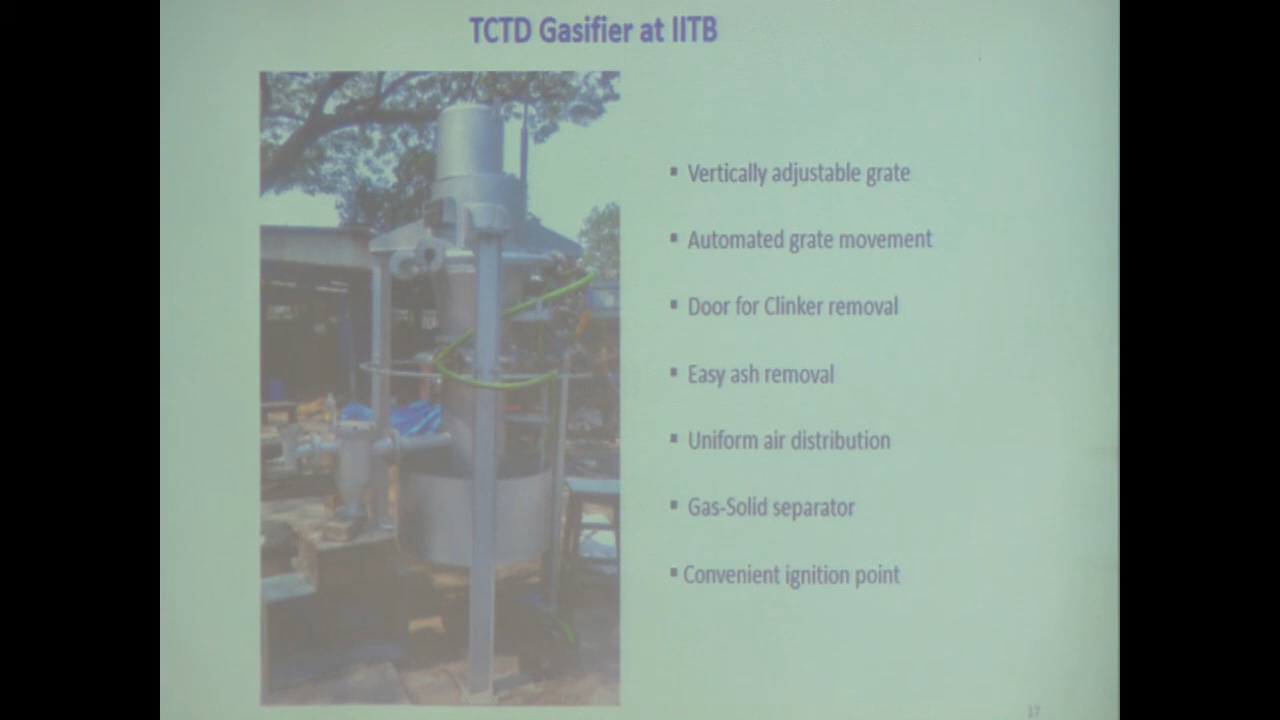 TCTD Gasifier at IITB
▪ Vertically adjustable grate
▪ Automated grate movement
▪ Door for Clinker removal
▪ Easy ash removal
▪ Uniform air distribution
▪ Gas-Solid separator
▪ Convenient ignition point
17